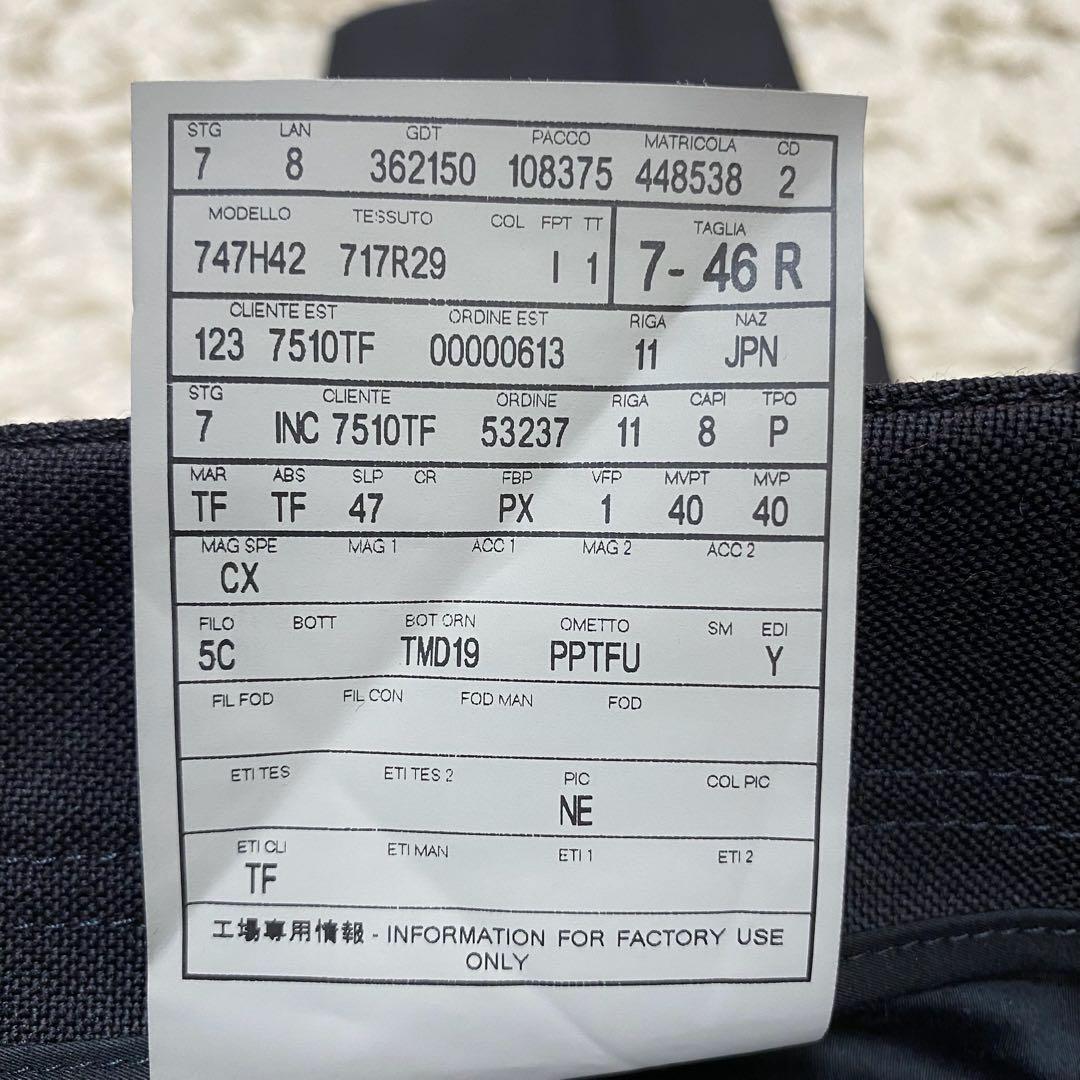 STG LAN GDT PACCO MATRICOLA CD
7 8 362150 108375 448538 2
MODELLO TESSUTO COL FPT TT TAGLIA
747H42 717R29 I 1 7- 46 R
CLIENTE EST ORDINE EST RIGA NAZ
123 7510TF 00000613 11 JPN
STG CLIENTE ORDINE RIGA CAPI TPO
7 INC 7510TF 53237 11 8 P
MAR ABS SLP CR FBP VFP MVPT MVP
TF TF 47 PX 1 40 40
MAG SPE MAG 1 ACC 1 MAG 2 ACC 2
CX
FILO BOTT BOT ORN OMETTO SM EDI
5C TMD19 PPTFU Y
FIL FOD FIL CON FOD MAN FOD
ETI TES ETI TES 2 PIC COL PIC
NE
ETI CLI ETI MAN ETI 1 ETI 2
TF
工場専用情報 - INFORMATION FOR FACTORY USE
ONLY